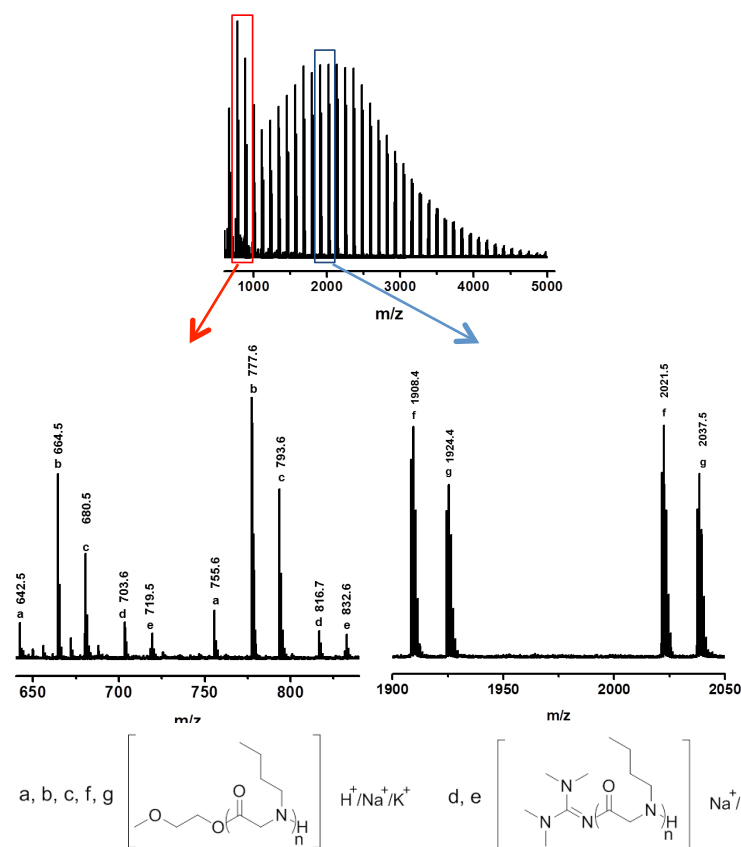 1000 2000 3000 4000 5000
m/z
b 777.6
c 793.6
b 664.5
c 680.5
a 642.5
d 703.6
e 719.5
a 755.6
d 816.7
e 832.6
650 700 750 800
m/z
f 1908.4
g 1924.4
f 2021.5
g 2037.5
1900 1950 2000 2050
m/z
a, b, c, f, g
O
O
O
N
H
n
H+/Na+/K+
d, e
N
N
N
O
N
H
n
Na+/